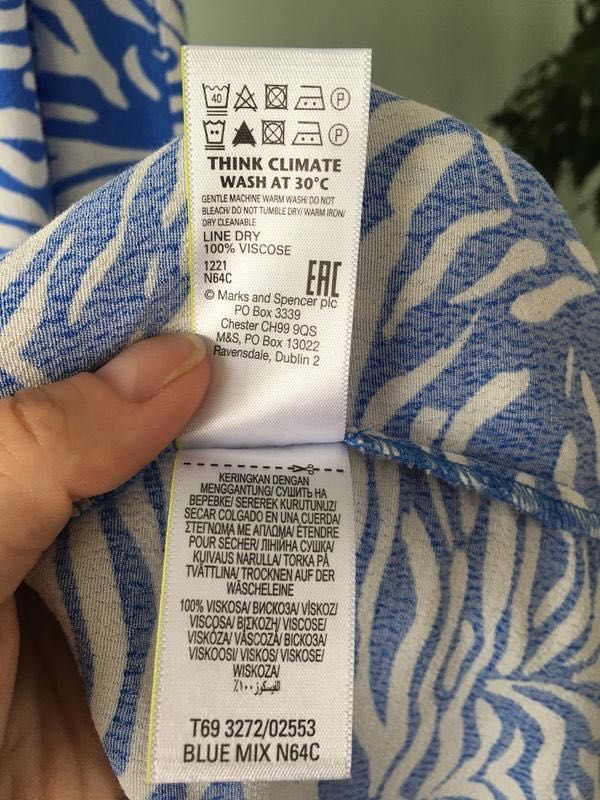 40
P
P
THINK CLIMATE
WASH AT 30°C
GENTLE MACHINE WARM WASH/ DO NOT
BLEACH/ DO NOT TUMBLE DRY/ WARM IRON/
DRY CLEANABLE
LINE DRY
100% VISCOSE
1221
N64C
EAC
© Marks and Spencer plc
PO Box 3339
Chester CH99 9QS
M&S, PO Box 13022
Ravensdale, Dublin 2
KERINGKAN DENGAN
MENGGANTUNG/ СУШИТЬ НА
ВЕРЕВКЕ/ SEREREK KURUTUNUZ/
SECAR COLGADO EN UNA CUERDA/
ΣΤΕΓΝΩΜΑ ΜΕ ΑΠΛΩΜΑ/ ÉTENDRE
POUR SÉCHER/ ЛІНІЙНА СУШКА/
KUIVAUS NARULLA/ TORKA PÅ
TVÄTTLINA/ TROCKNEN AUF DER
WÄSCHELEINE
100% VISKOSA/ ВИСКОЗА/ VİSKOZ/
VISCOSA/ ΒΙΣΚΟΖΗ/ VISCOSE/
VISKÓZA/ VÂSCOZĂ/ ВІСКОЗА/
VISKOOSI/ VISKOS/ VISKOSE/
WISKOZA/
الفيسكوز ١٠٠٪
T69 3272/02553
BLUE MIX N64C